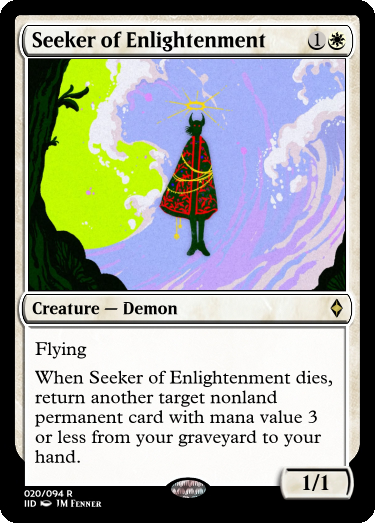 Seeker of Enlightenment 1
Creature — Demon
Flying
When Seeker of Enlightenment dies,
return another target nonland
permanent card with mana value 3
or less from your graveyard to your
hand.
1/1
020/094 R
IID JM Fenner